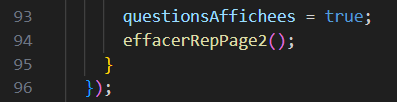 93 questionsAffichees = true;
94 effacerRepPage2();
95 }
96 });